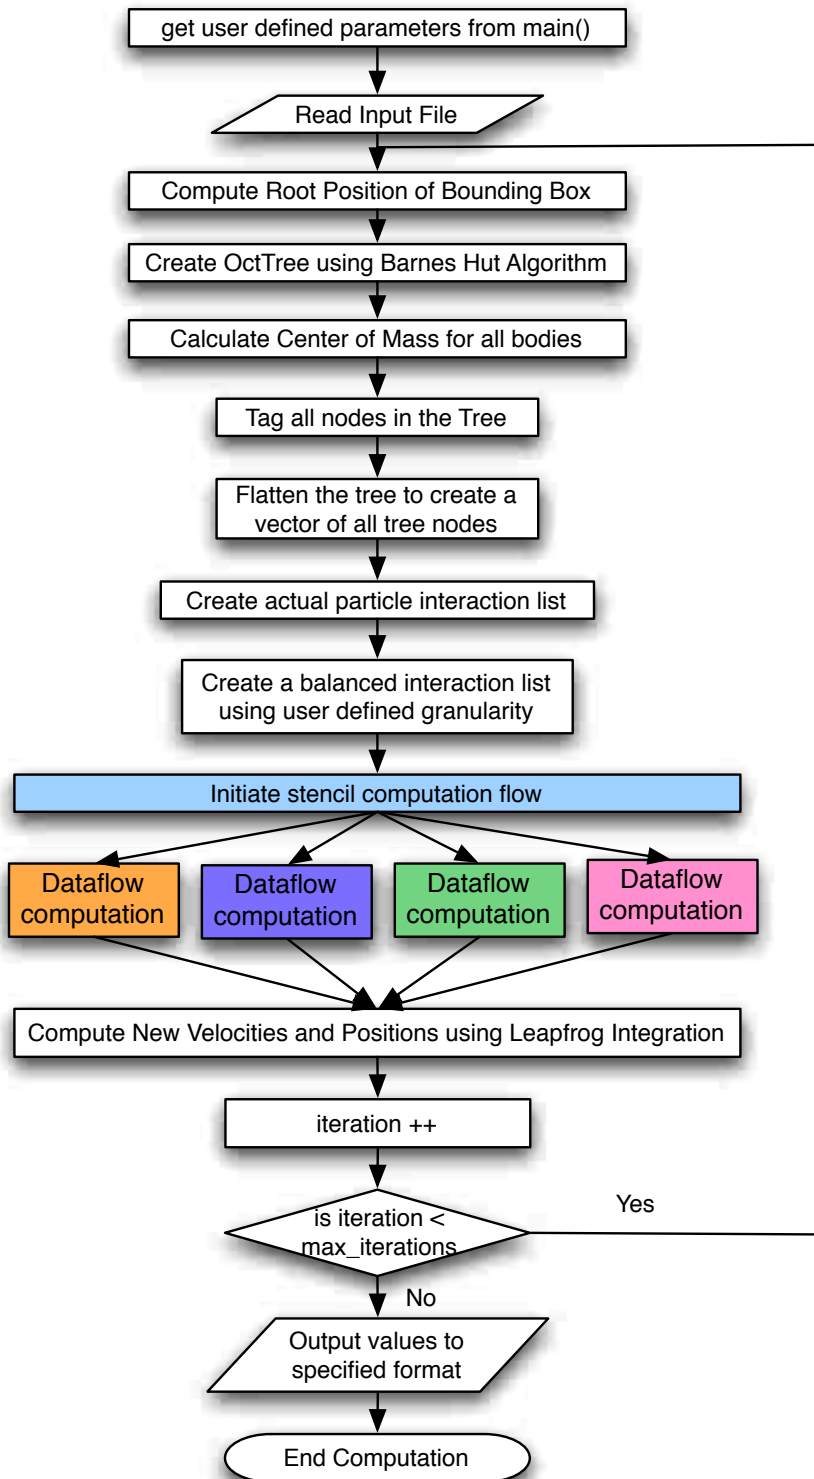 get user defined parameters from main()
Read Input File
Compute Root Position of Bounding Box
Create OctTree using Barnes Hut Algorithm
Calculate Center of Mass for all bodies
Tag all nodes in the Tree
Flatten the tree to create a
vector of all tree nodes
Create actual particle interaction list
Create a balanced interaction list
using user defined granularity
Initiate stencil computation flow
Dataflow
computation
Dataflow
computation
Dataflow
computation
Dataflow
computation
Compute New Velocities and Positions using Leapfrog Integration
iteration ++
is iteration <
max_iterations
Yes
No
Output values to
specified format
End Computation